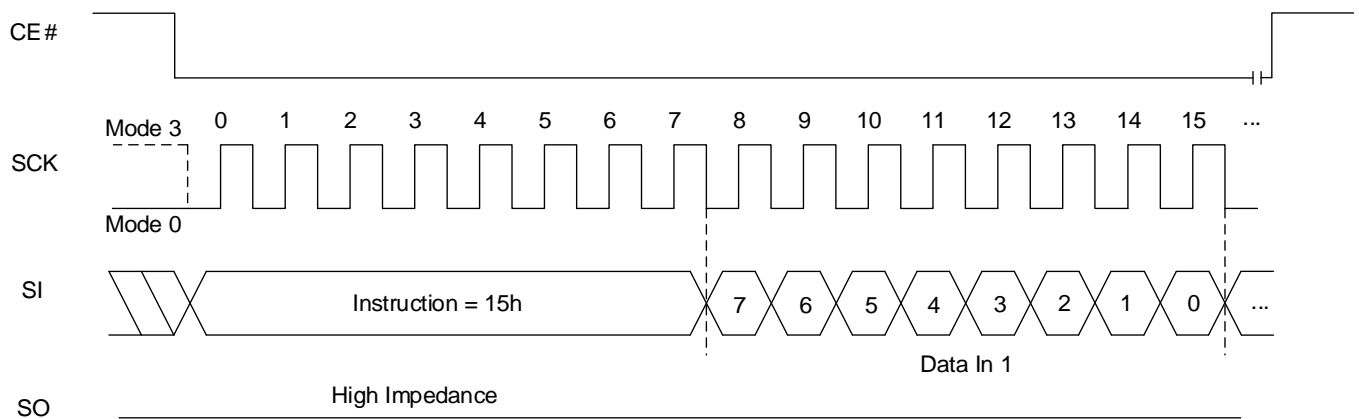 CE #
Mode 3 0 1 2 3 4 5 6 7 8 9 10 11 12 13 14 15 ...
SCK
Mode 0
SI Instruction = 15h 7 6 5 4 3 2 1 0 ...
Data In 1
High Impedance
SO